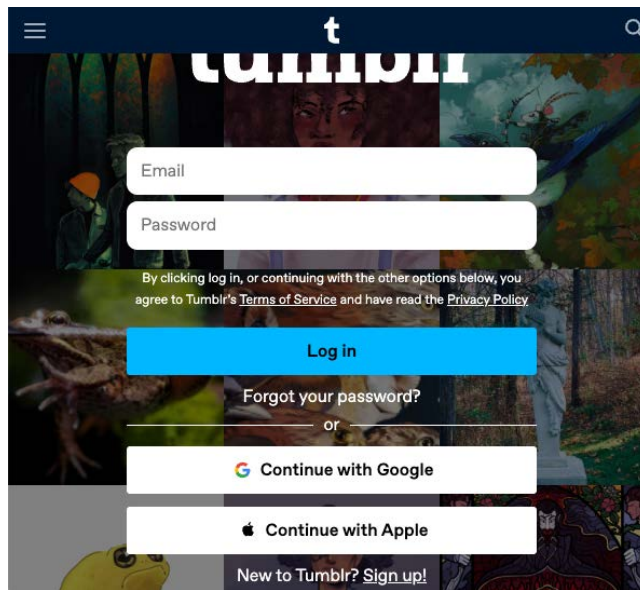 t
tumblr
Email
Password
By clicking log in, or continuing with the other options below, you
agree to Tumblr's Terms of Service and have read the Privacy Policy
Log in
Forgot your password?
or
Continue with Google
Continue with Apple
New to Tumblr? Sign up!